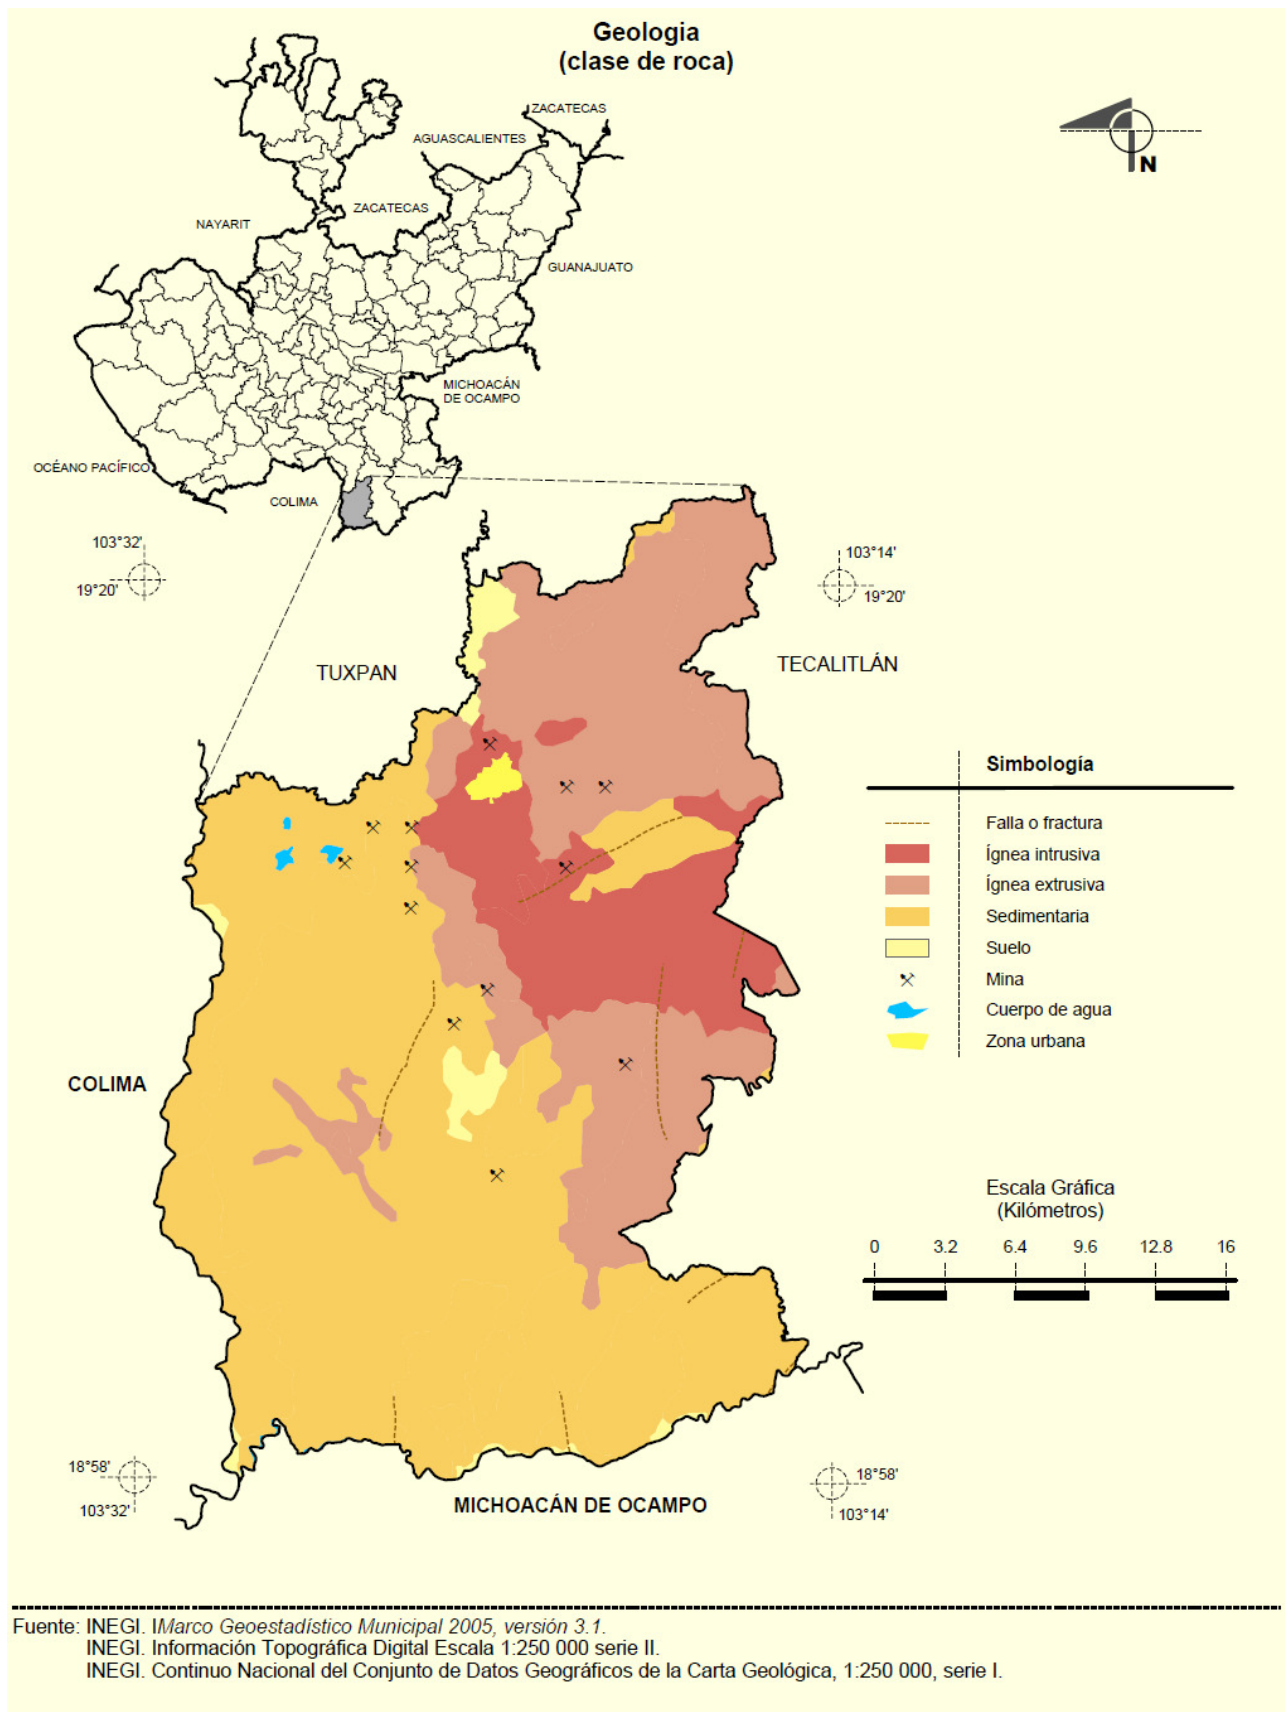 Geologia
(clase de roca)
ZACATECAS
AGUASCALIENTES
ZACATECAS
NAYARIT
GUANAJUATO
MICHOACÁN
DE OCAMPO
OCÉANO PACÍFICO
COLIMA
N
103°32'
19°20'
103°14'
19°20'
TUXPAN
TECALITLÁN
Simbología
Falla o fractura
Ígnea intrusiva
Ígnea extrusiva
Sedimentaria
Suelo
Mina
Cuerpo de agua
Zona urbana
COLIMA
Escala Gráfica
(Kilómetros)
0 3.2 6.4 9.6 12.8 16
18°58'
103°32'
18°58'
103°14'
MICHOACÁN DE OCAMPO
Fuente: INEGI. IMarco Geoestadístico Municipal 2005, versión 3.1.
INEGI. Información Topográfica Digital Escala 1:250 000 serie II.
INEGI. Continuo Nacional del Conjunto de Datos Geográficos de la Carta Geológica, 1:250 000, serie I.